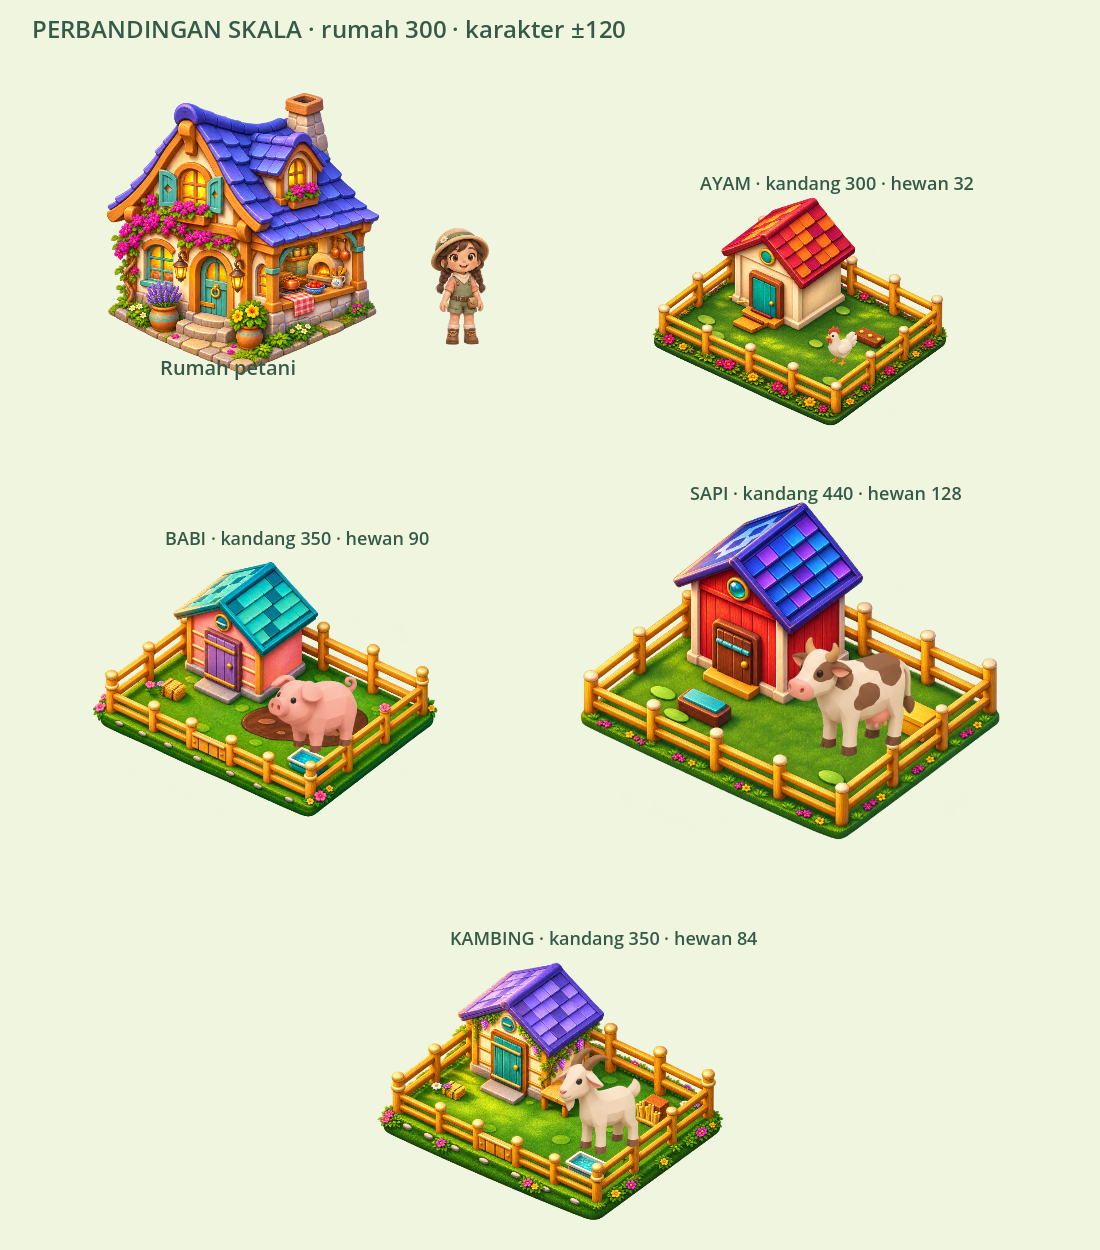 PERBANDINGAN SKALA · rumah 300 · karakter ±120
AYAM · kandang 300 · hewan 32
Rumah petani
SAPI · kandang 440 · hewan 128
BABI · kandang 350 · hewan 90
KAMBING · kandang 350 · hewan 84